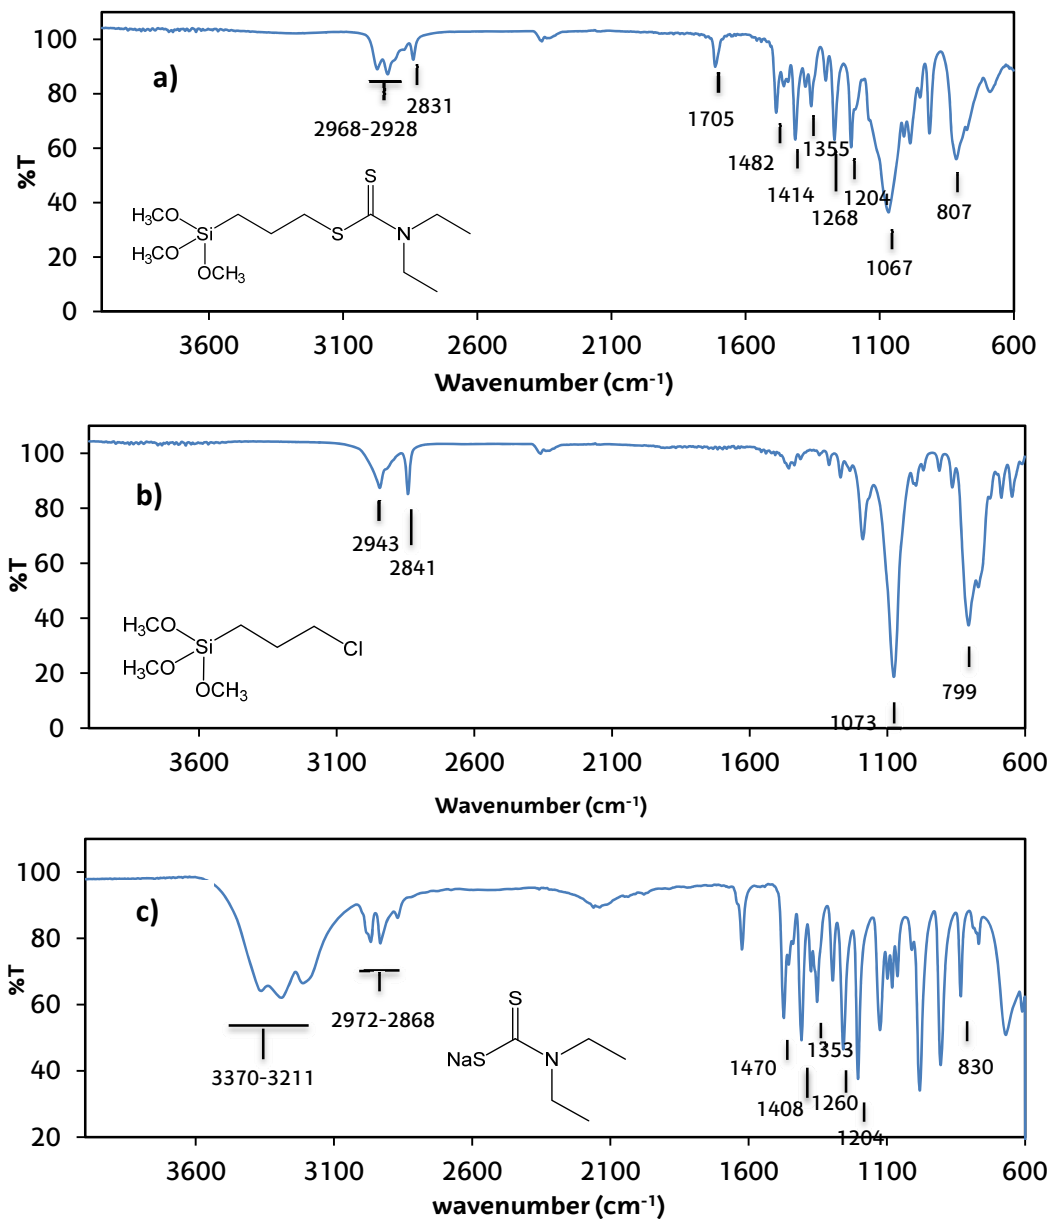 100
80
60
40
20
0
%T
a)
2968-2928
2831
1705
1482
1414
1355
1268
1204
1067
807
H3CO
H3CO
OCH3
Si
S
S
N
3600 3100 2600 2100 1600 1100 600
Wavenumber (cm-1)
100
80
60
40
20
0
%T
b)
2943
2841
1073
799
H3CO
H3CO
OCH3
Si
Cl
3600 3100 2600 2100 1600 1100 600
Wavenumber (cm-1)
100
80
60
40
20
%T
c)
3370-3211
2972-2868
1470
1408
1353
1260
1204
830
S
NaS
N
3600 3100 2600 2100 1600 1100 600
wavenumber (cm-1)